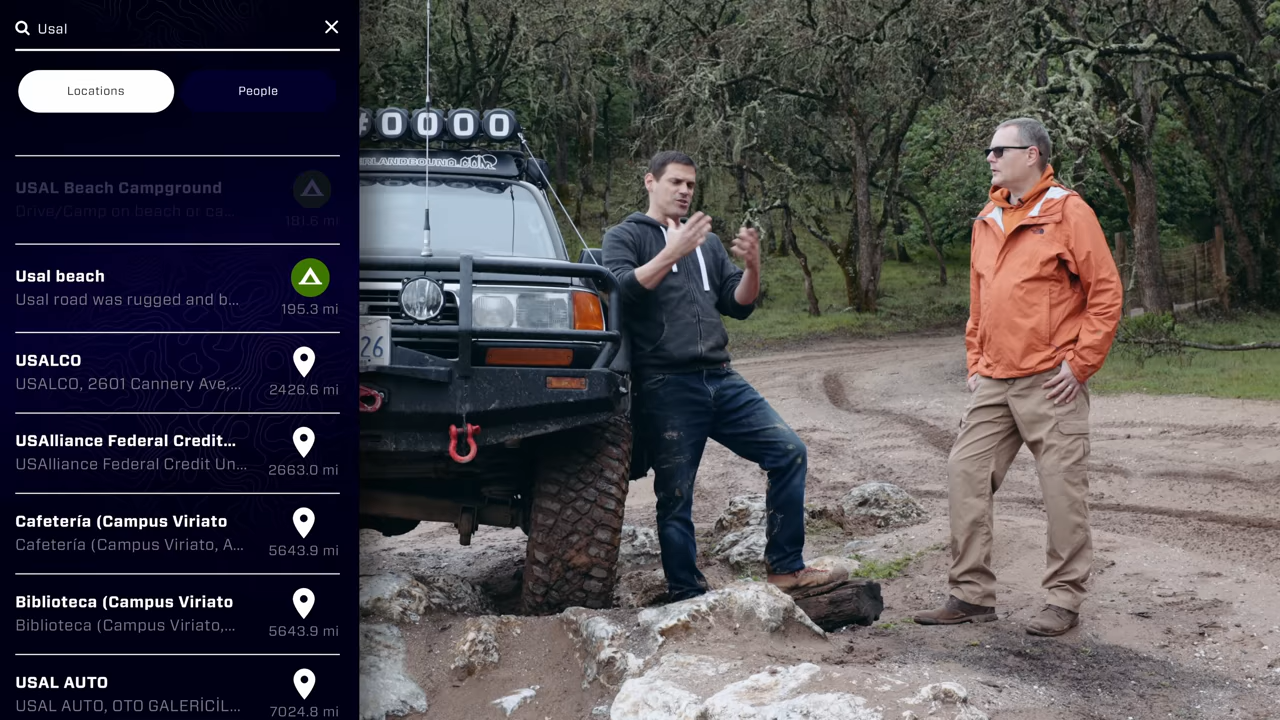 Usal
Locations
People
USAL Beach Campground
Drive/Camp on beach or ca...
181.6 mi
Usal beach
Usal road was rugged and b...
195.3 mi
USALCO
USALCO, 2601 Cannery Ave,...
2426.6 mi
USAlliance Federal Credit...
USAlliance Federal Credit Un...
2663.0 mi
Cafetería (Campus Viriato
Cafetería (Campus Viriato, A...
5643.9 mi
Biblioteca (Campus Viriato
Biblioteca (Campus Viriato,...
5643.9 mi
USAL AUTO
USAL AUTO, OTO GALERİCİL...
7024.8 mi
#0000
ERLANDBOUND.COM
26